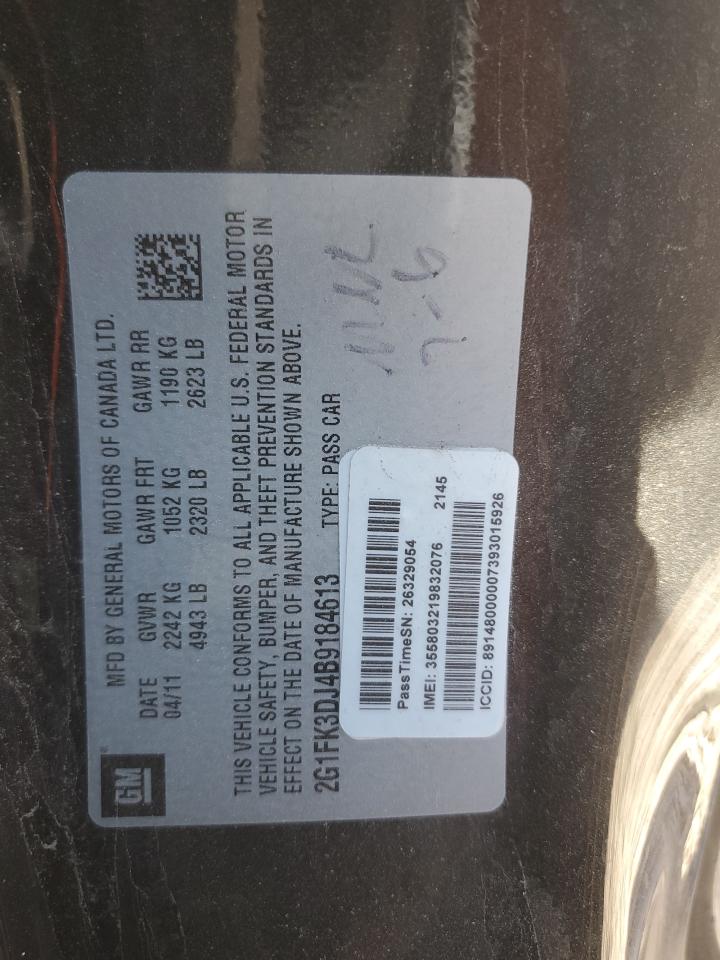 GM
MFD BY GENERAL MOTORS OF CANADA LTD.
DATE GVWR GAWR FRT GAWR RR
04/11 2242 KG 1052 KG 1190 KG
4943 LB 2320 LB 2623 LB
THIS VEHICLE CONFORMS TO ALL APPLICABLE U.S. FEDERAL MOTOR
VEHICLE SAFETY, BUMPER, AND THEFT PREVENTION STANDARDS IN
EFFECT ON THE DATE OF MANUFACTURE SHOWN ABOVE.
2G1FK3DJ4B9184613 TYPE: PASS CAR
PassTimeSN: 26329054
IMEI: 355803219832076 2145
ICCID: 89148000007393015926
7-6